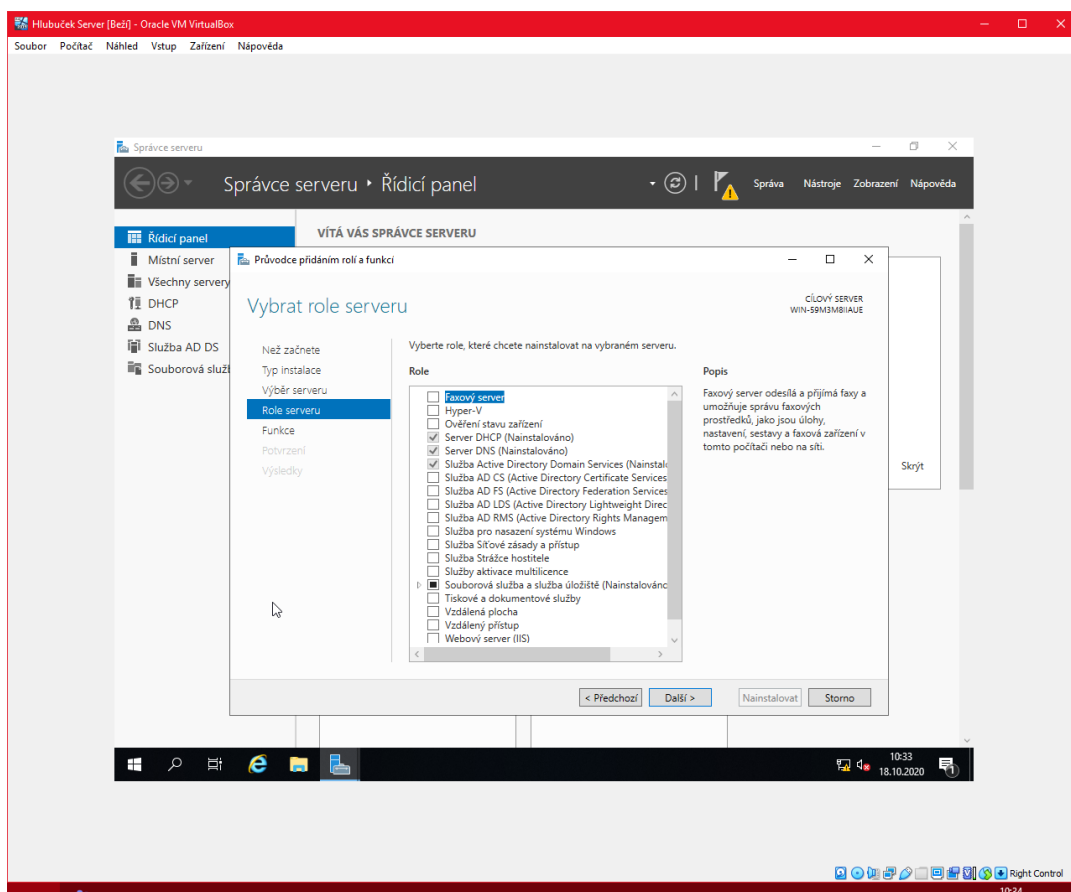 Hlubuček Server [Beží] - Oracle VM VirtualBox
Soubor Počítač Náhled Vstup Zařízení Nápověda
Správce serveru
Správce serveru ‣ Řídicí panel
Správa Nástroje Zobrazení Nápověda
Řídicí panel
Místní server
Všechny servery
DHCP
DNS
Služba AD DS
Souborová služ
VÍTÁ VÁS SPRÁVCE SERVERU
Průvodce přidáním rolí a funkcí
Vybrat role serveru
CÍLOVÝ SERVER
WIN-59M3M8IIAUE
Než začnete
Typ instalace
Výběr serveru
Role serveru
Funkce
Potvrzení
Výsledky
Vyberte role, které chcete nainstalovat na vybraném serveru.
Role
Faxový server
Hyper-V
Ověření stavu zařízení
Server DHCP (Nainstalováno)
Server DNS (Nainstalováno)
Služba Active Directory Domain Services (Nainstal
Služba AD CS (Active Directory Certificate Services
Služba AD FS (Active Directory Federation Services
Služba AD LDS (Active Directory Lightweight Direc
Služba AD RMS (Active Directory Rights Managem
Služba pro nasazení systému Windows
Služba Síťové zásady a přístup
Služba Strážce hostitele
Služby aktivace multilicence
Souborová služba a služba úložiště (Nainstalovánc
Tiskové a dokumentové služby
Vzdálená plocha
Vzdálený přístup
Webový server (IIS)
Popis
Faxový server odesílá a přijímá faxy a
umožňuje správu faxových
prostředků, jako jsou úlohy,
nastavení, sestavy a faxová zařízení v
tomto počítači nebo na síti.
Skrýt
< Předchozí Další > Nainstalovat Storno
10:33
18.10.2020
1
Right Control
10:34